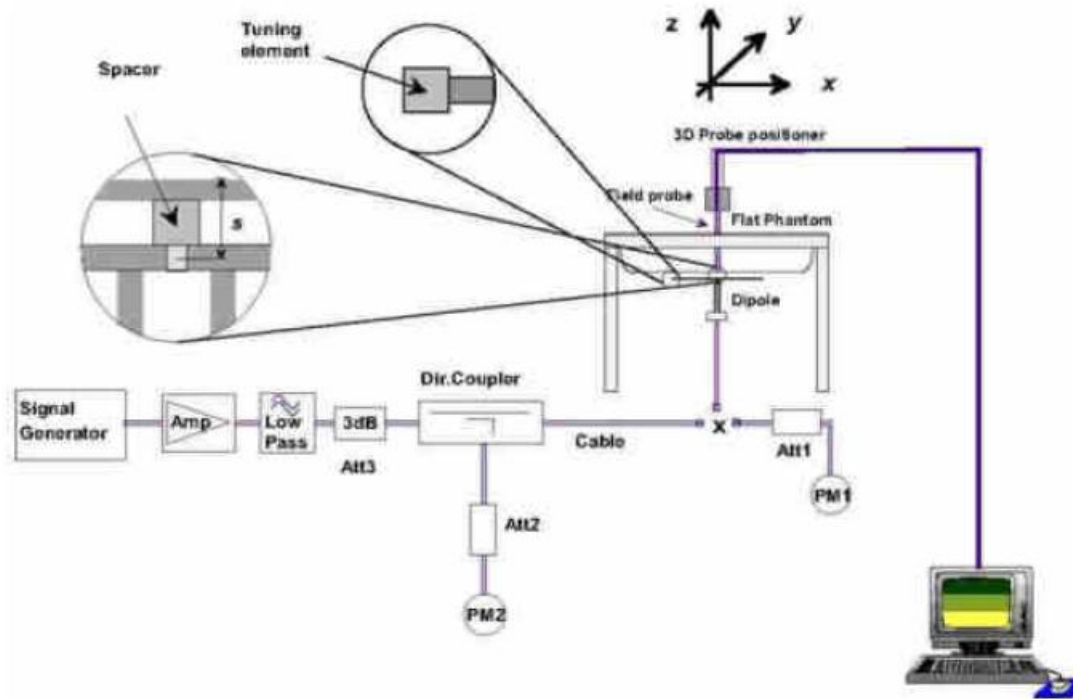 Tuning
element
Spacer
z
y
x
3D Probe positioner
Field probe
Flat Phantom
s
Dipole
Dir.Coupler
Signal
Generator
Amp
Low
Pass
3dB
Att3
Cable
x
Att1
PM1
Att2
PM2